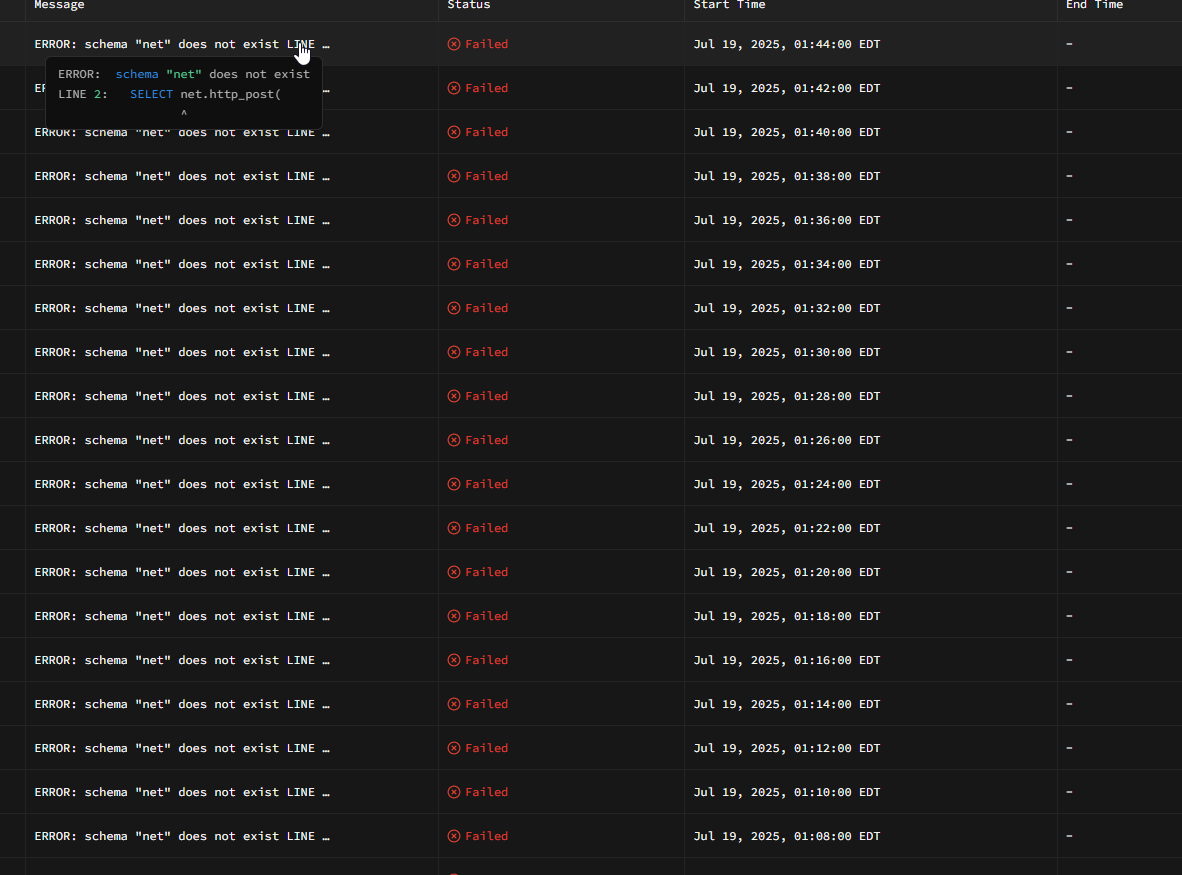 Message Status Start Time End Time
ERROR: schema "net" does not exist LINE … Failed Jul 19, 2025, 01:44:00 EDT -
ERROR: schema "net" does not exist
LINE 2: SELECT net.http_post(
^
… Failed Jul 19, 2025, 01:42:00 EDT -
ERROR: schema "net" does not exist LINE … Failed Jul 19, 2025, 01:40:00 EDT -
ERROR: schema "net" does not exist LINE … Failed Jul 19, 2025, 01:38:00 EDT -
ERROR: schema "net" does not exist LINE … Failed Jul 19, 2025, 01:36:00 EDT -
ERROR: schema "net" does not exist LINE … Failed Jul 19, 2025, 01:34:00 EDT -
ERROR: schema "net" does not exist LINE … Failed Jul 19, 2025, 01:32:00 EDT -
ERROR: schema "net" does not exist LINE … Failed Jul 19, 2025, 01:30:00 EDT -
ERROR: schema "net" does not exist LINE … Failed Jul 19, 2025, 01:28:00 EDT -
ERROR: schema "net" does not exist LINE … Failed Jul 19, 2025, 01:26:00 EDT -
ERROR: schema "net" does not exist LINE … Failed Jul 19, 2025, 01:24:00 EDT -
ERROR: schema "net" does not exist LINE … Failed Jul 19, 2025, 01:22:00 EDT -
ERROR: schema "net" does not exist LINE … Failed Jul 19, 2025, 01:20:00 EDT -
ERROR: schema "net" does not exist LINE … Failed Jul 19, 2025, 01:18:00 EDT -
ERROR: schema "net" does not exist LINE … Failed Jul 19, 2025, 01:16:00 EDT -
ERROR: schema "net" does not exist LINE … Failed Jul 19, 2025, 01:14:00 EDT -
ERROR: schema "net" does not exist LINE … Failed Jul 19, 2025, 01:12:00 EDT -
ERROR: schema "net" does not exist LINE … Failed Jul 19, 2025, 01:10:00 EDT -
ERROR: schema "net" does not exist LINE … Failed Jul 19, 2025, 01:08:00 EDT -